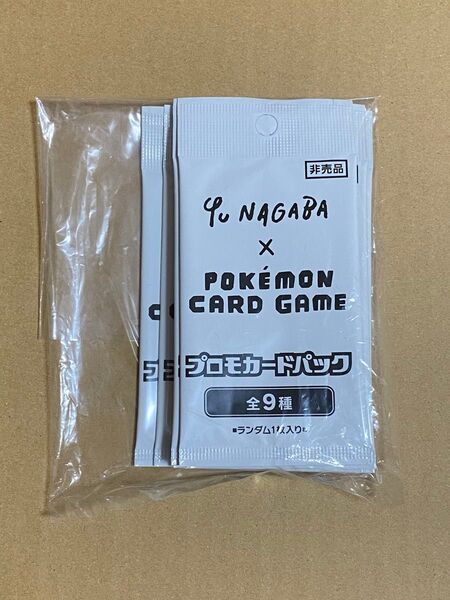 非売品
Yu NAGABA
×
POKÉMON
CARD GAME
プロモカードパック
全9種
■ランダム1枚入り■